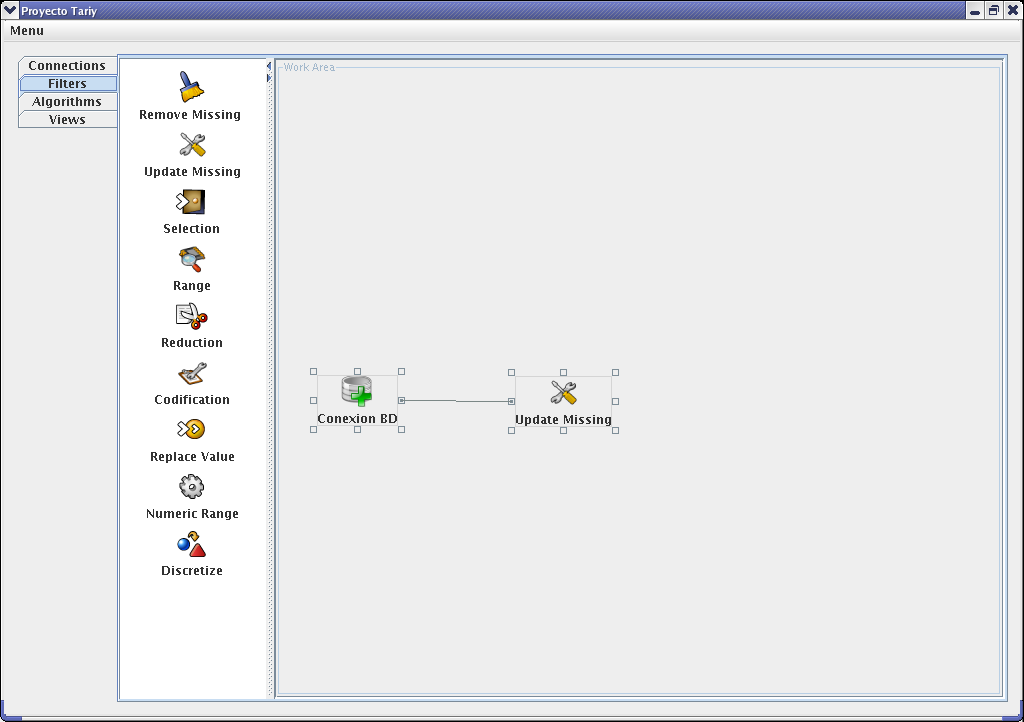 Proyecto Tariy
Menu
Connections
Filters
Algorithms
Views
Remove Missing
Update Missing
Selection
Range
Reduction
Codification
Replace Value
Numeric Range
Discretize
Work Area
Conexion BD
Update Missing